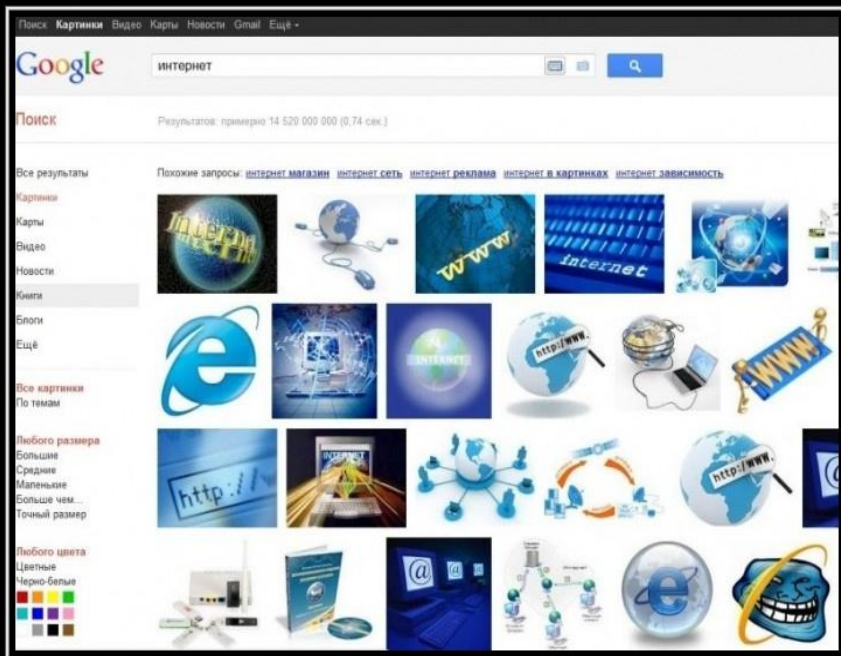 Поиск Картинки Видео Карты Новости Gmail Ещё
Google
интернет
Поиск
Результатов: примерно 14 520 000 000 (0,74 сек.)
Все результаты
Картинки
Карты
Видео
Новости
Книги
Блоги
Ещё
Все картинки
По темам
Любого размера
Большие
Средние
Маленькие
Больше чем...
Точный размер
Любого цвета
Цветные
Черно-белые
Похожие запросы: интернет магазин интернет сеть интернет реклама интернет в картинках интернет зависимость
www
internet
INTERNET
http://www.
WWW
http://
INTERNET
http://www.
@
@